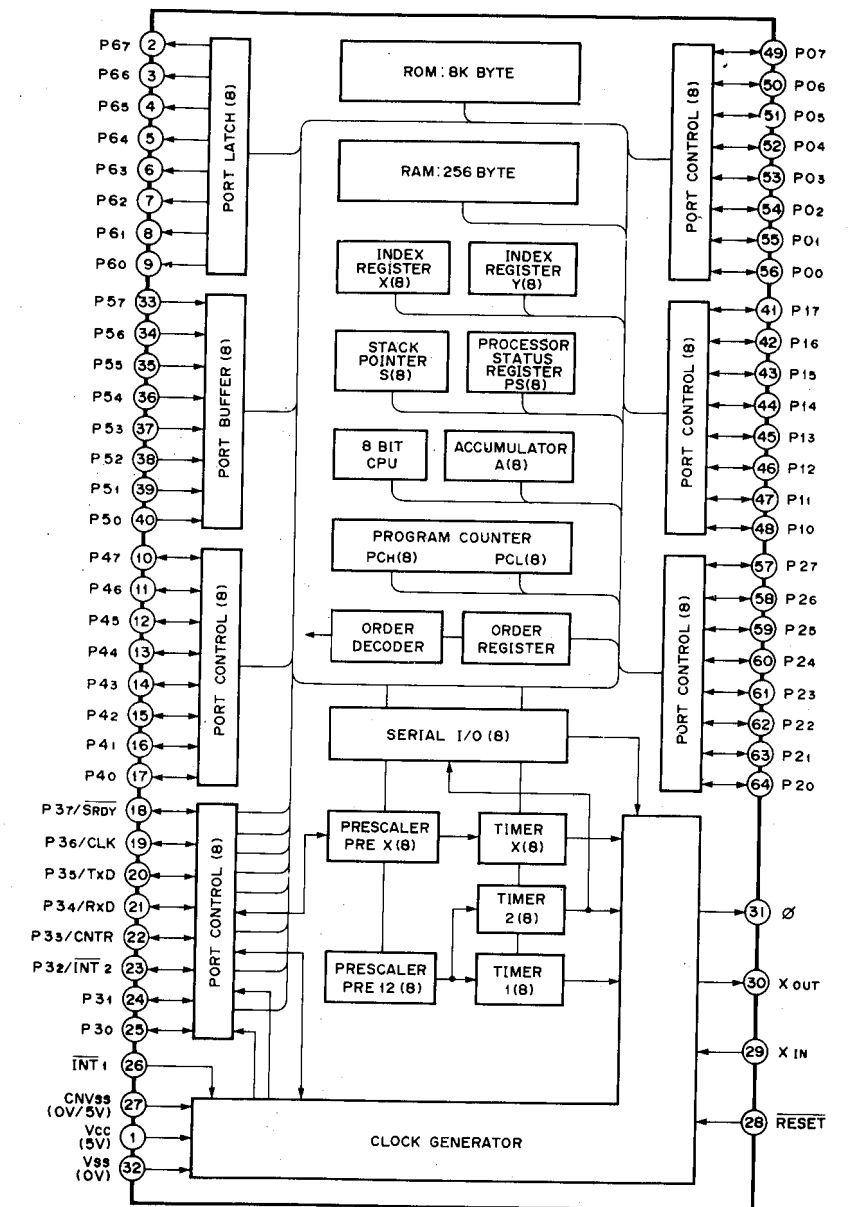 P67 2
P66 3
P65 4
P64 5
P63 6
P62 7
P61 8
P60 9
PORT LATCH (8)
P57 33
P56 34
P55 35
P54 36
P53 37
P52 38
P51 39
P50 40
PORT BUFFER (8)
P47 10
P46 11
P45 12
P44 13
P43 14
P42 15
P41 16
P40 17
PORT CONTROL (8)
P37/SRDY 18
P36/CLK 19
P35/TxD 20
P34/RxD 21
P33/CNTR 22
P32/INT 2 23
P31 24
P30 25
PORT CONTROL (8)
INT 1 26
CNVss 27
(0V/5V)
Vcc 1
(5V)
Vss 32
(0V)
ROM: 8K BYTE
RAM: 256 BYTE
INDEX
REGISTER
X(8)
INDEX
REGISTER
Y(8)
STACK
POINTER
S(8)
PROCESSOR
STATUS
REGISTER
PS(8)
8 BIT
CPU
ACCUMULATOR
A(8)
PROGRAM COUNTER
PCH(8) PCL(8)
ORDER
DECODER
ORDER
REGISTER
SERIAL I/O (8)
PRESCALER
PRE X(8)
TIMER
X(8)
TIMER
2(8)
PRESCALER
PRE 12 (8)
TIMER
1(8)
CLOCK GENERATOR
PORT CONTROL (8)
49 P07
50 P06
51 P05
52 P04
53 P03
54 P02
55 P01
56 P00
PORT CONTROL (8)
41 P17
42 P16
43 P15
44 P14
45 P13
46 P12
47 P11
48 P10
PORT CONTROL (8)
57 P27
58 P26
59 P25
60 P24
61 P23
62 P22
63 P21
64 P20
31 Ø
30 X OUT
29 X IN
28 RESET